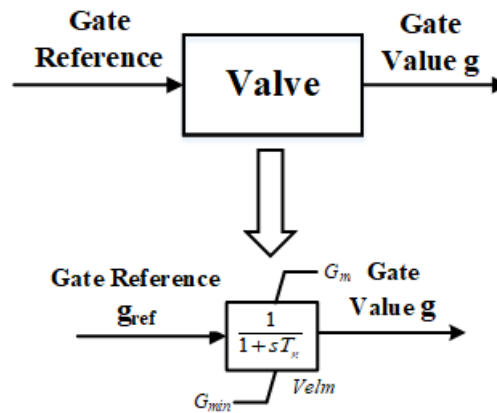 Gate
Reference
Valve
Gate
Value g
Gate Reference
g_ref
G_m
1
1+sT_n
Gate
Value g
G_min
Velm